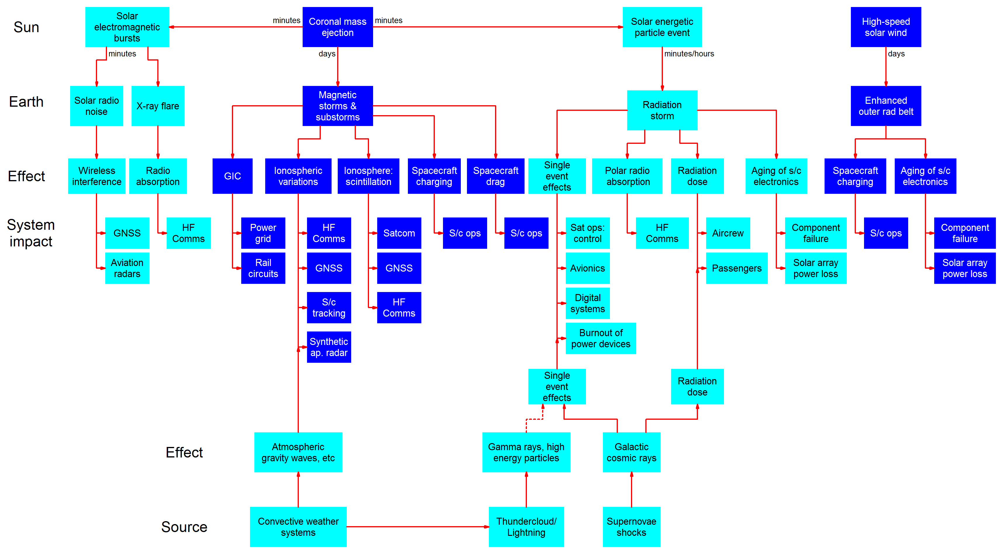 Sun
Solar
electromagnetic
bursts
minutes
Coronal mass
ejection
minutes
Solar energetic
particle event
High-speed
solar wind
minutes
days
minutes/hours
days
Earth
Solar radio
noise
X-ray flare
Magnetic
storms &
substorms
Radiation
storm
Enhanced
outer rad belt
Effect
Wireless
interference
Radio
absorption
GIC
Ionospheric
variations
Ionosphere:
scintillation
Spacecraft
charging
Spacecraft
drag
Single
event
effects
Polar radio
absorption
Radiation
dose
Aging of s/c
electronics
Spacecraft
charging
Aging of s/c
electronics
System
impact
GNSS
HF
Comms
Power
grid
HF
Comms
Satcom
S/c ops
S/c ops
Sat ops:
control
HF
Comms
Aircrew
Component
failure
S/c ops
Component
failure
Aviation
radars
Rail
circuits
GNSS
GNSS
Avionics
Passengers
Solar array
power loss
Solar array
power loss
S/c
tracking
HF
Comms
Digital
systems
Synthetic
ap. radar
Burnout of
power devices
Single
event
effects
Radiation
dose
Effect
Atmospheric
gravity waves, etc
Gamma rays, high
energy particles
Galactic
cosmic rays
Source
Convective weather
systems
Thundercloud/
Lightning
Supernovae
shocks